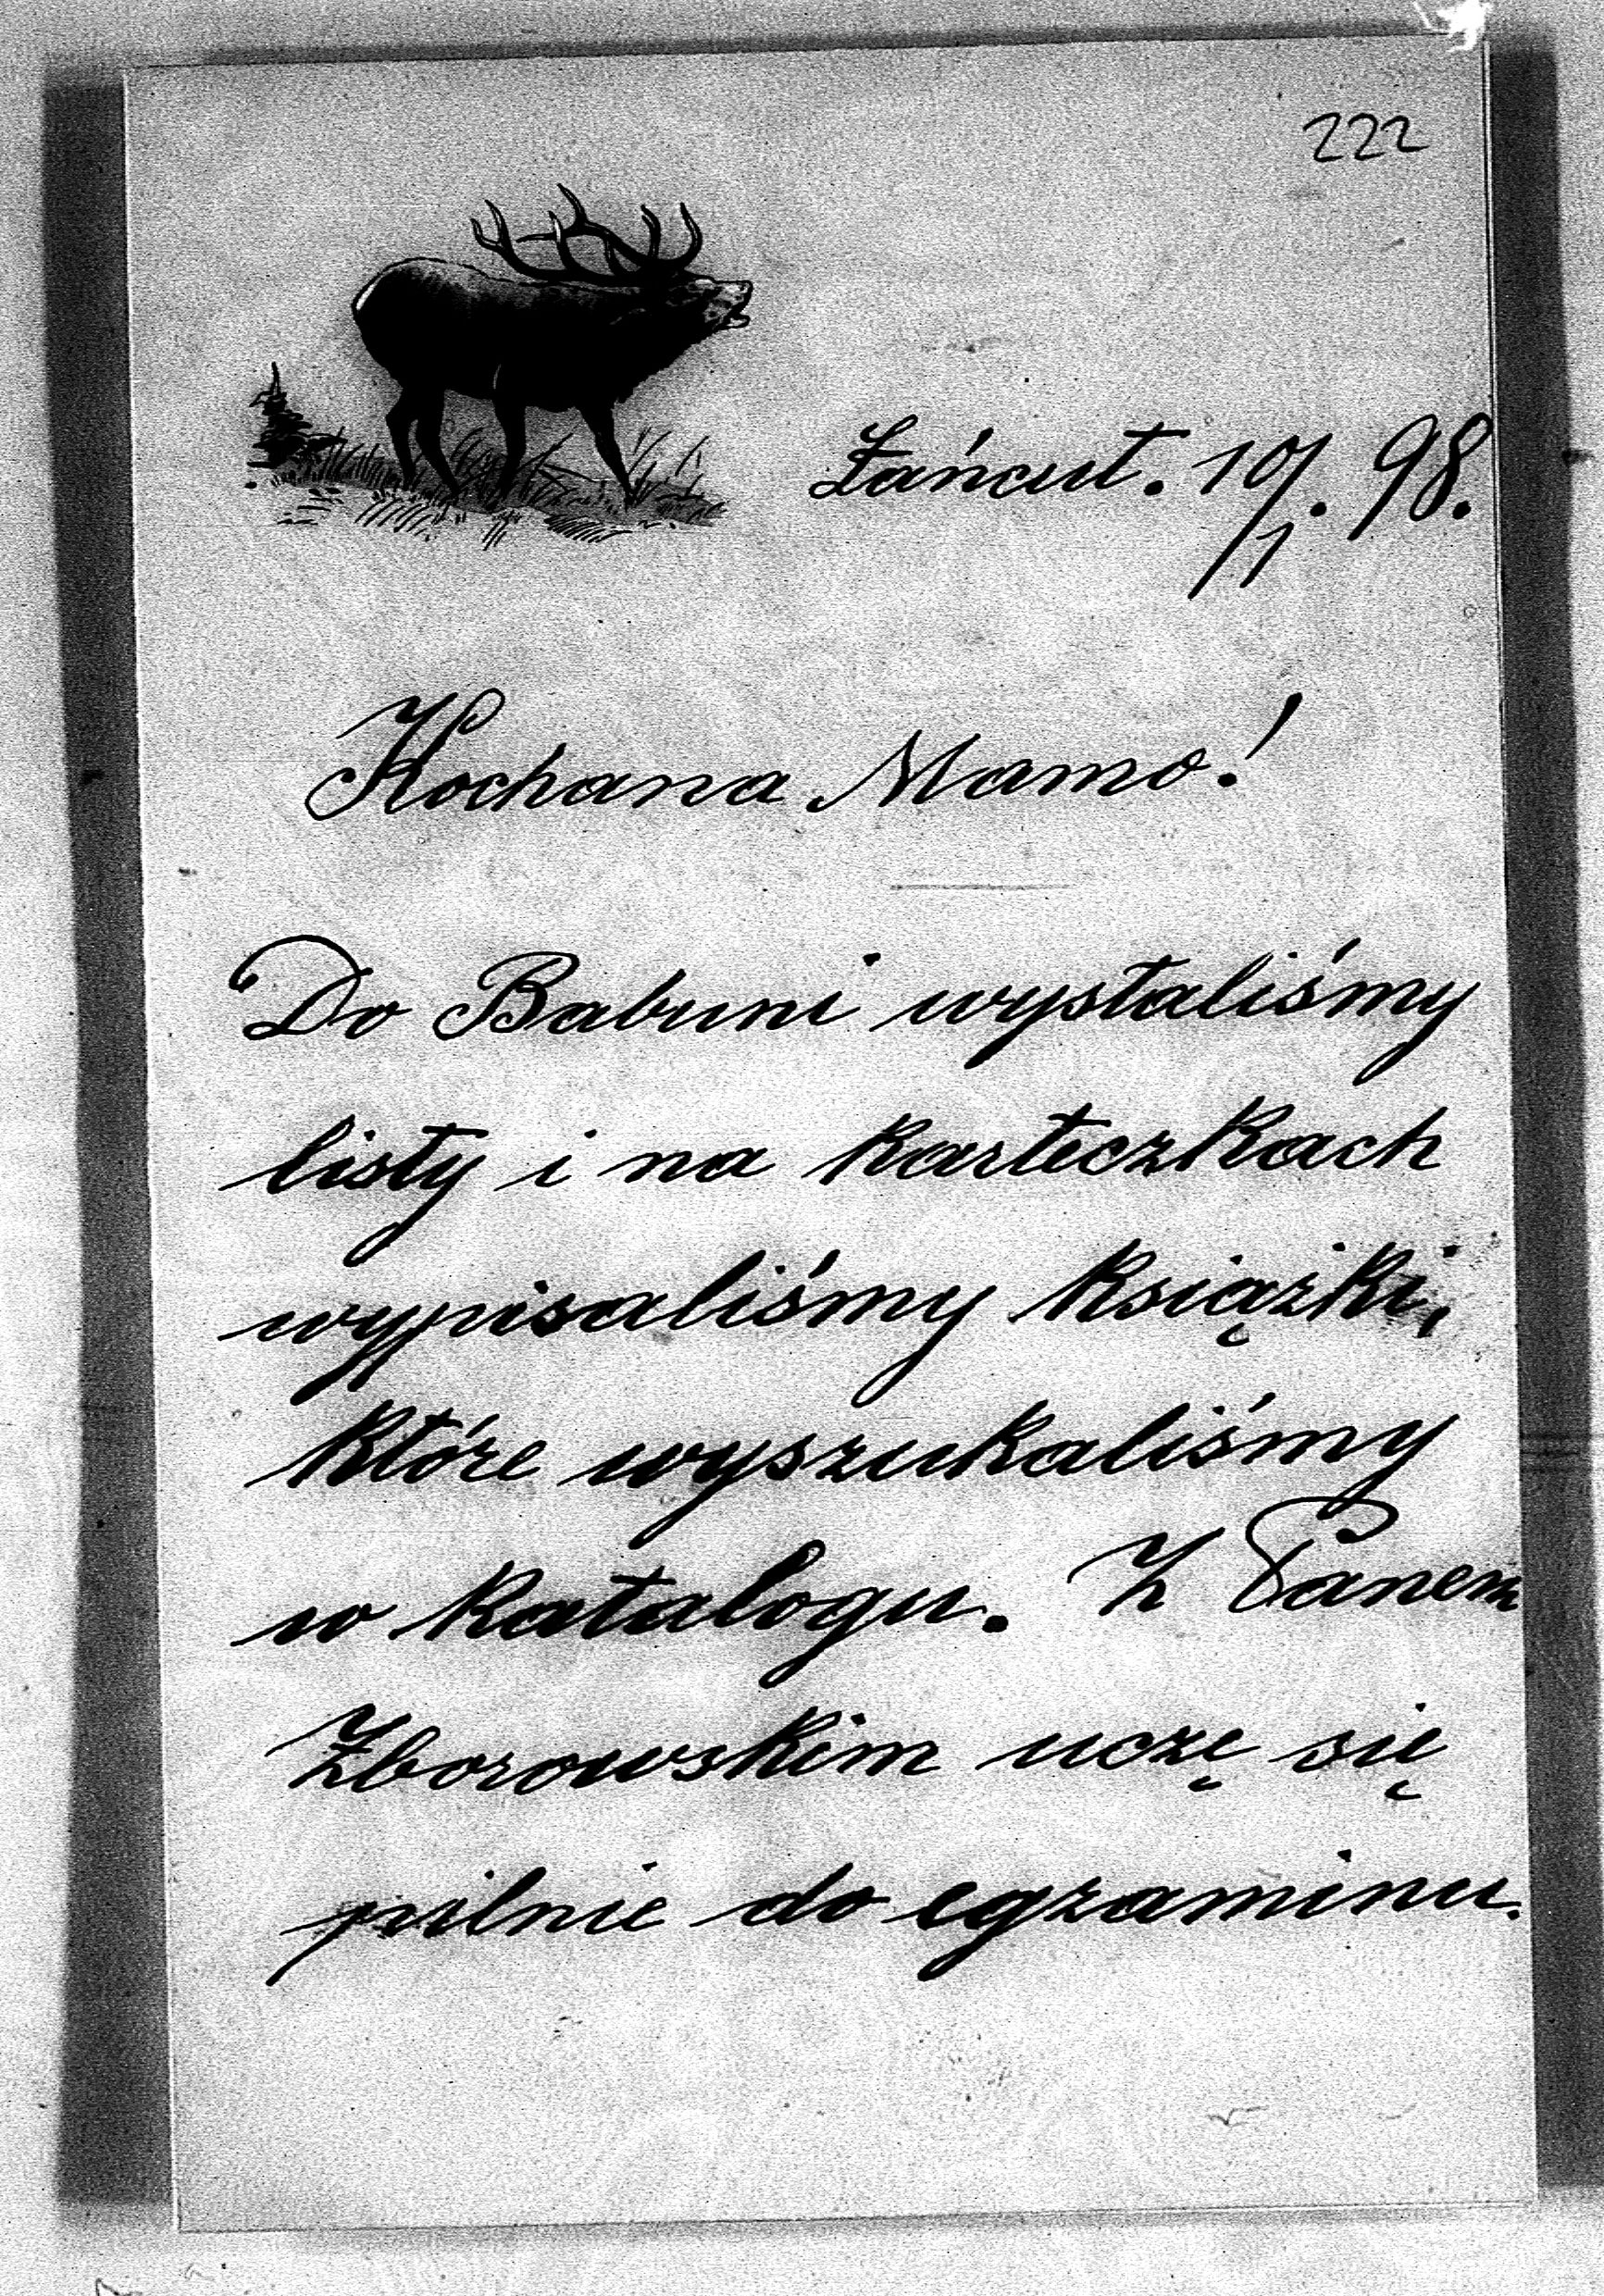 222
Łańcut. 10/1. 98.
Kochana Mamo!
Do Babuni wysłaliśmy
listy i na karteczkach
wypisaliśmy książki,
które wyszukaliśmy
w katalogu. Z Panem
Zborowskim uczę się
pilnie do egzaminu.